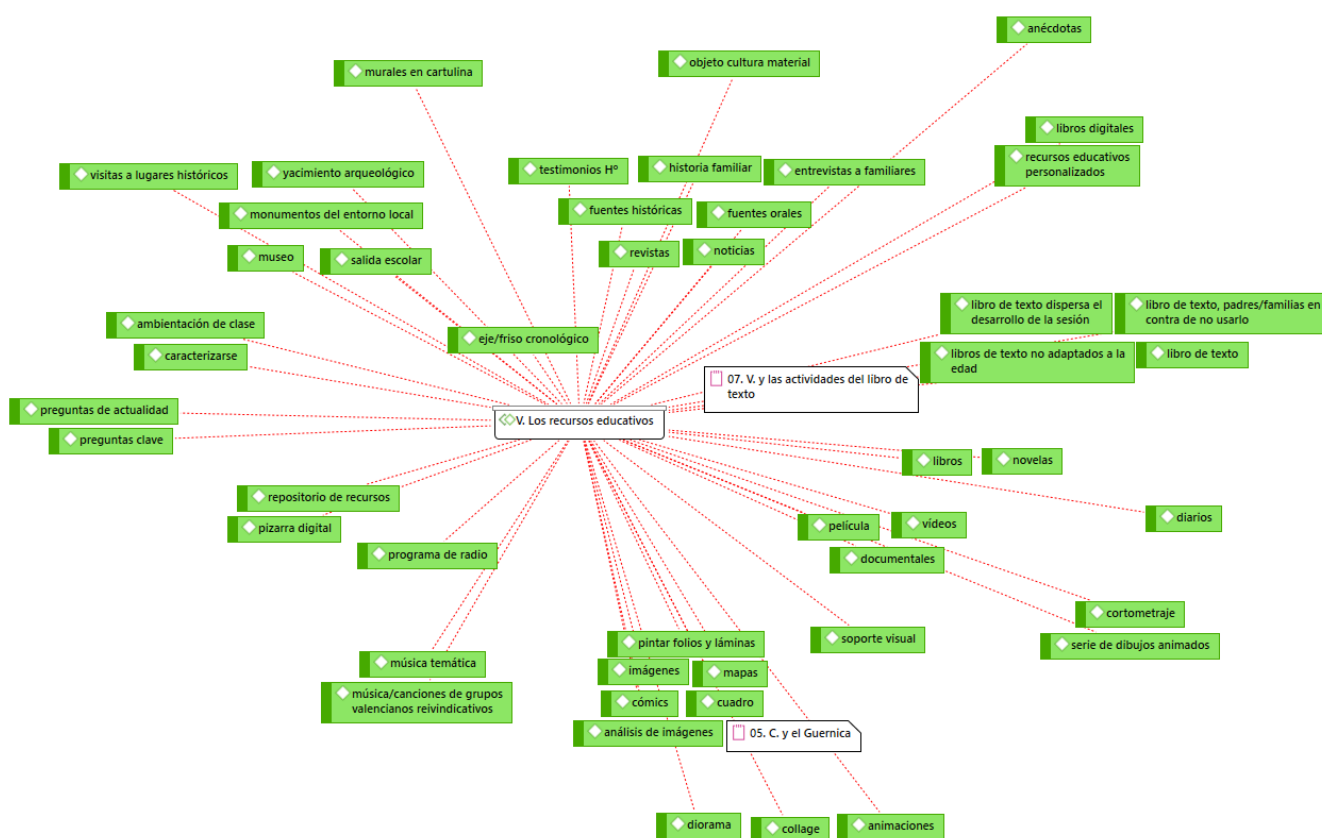 anécdotas
murales en cartulina
objeto cultura material
libros digitales
recursos educativos
personalizados
visitas a lugares históricos
yacimiento arqueológico
testimonios Hº
historia familiar
entrevistas a familiares
monumentos del entorno local
fuentes históricas
fuentes orales
museo
salida escolar
revistas
noticias
ambientación de clase
caracterizarse
eje/friso cronológico
libro de texto dispersa el
desarrollo de la sesión
libro de texto, padres/familias en
contra de no usarlo
libros de texto no adaptados a la
edad
libro de texto
07. V. y las actividades del libro de
texto
preguntas de actualidad
preguntas clave
V. Los recursos educativos
libros
novelas
repositorio de recursos
pizarra digital
programa de radio
película
vídeos
documentales
diarios
cortometraje
serie de dibujos animados
soporte visual
música temática
música/canciones de grupos
valencianos reivindicativos
pintar folios y láminas
imágenes
mapas
cómics
cuadro
análisis de imágenes
05. C. y el Guernica
diorama
collage
animaciones